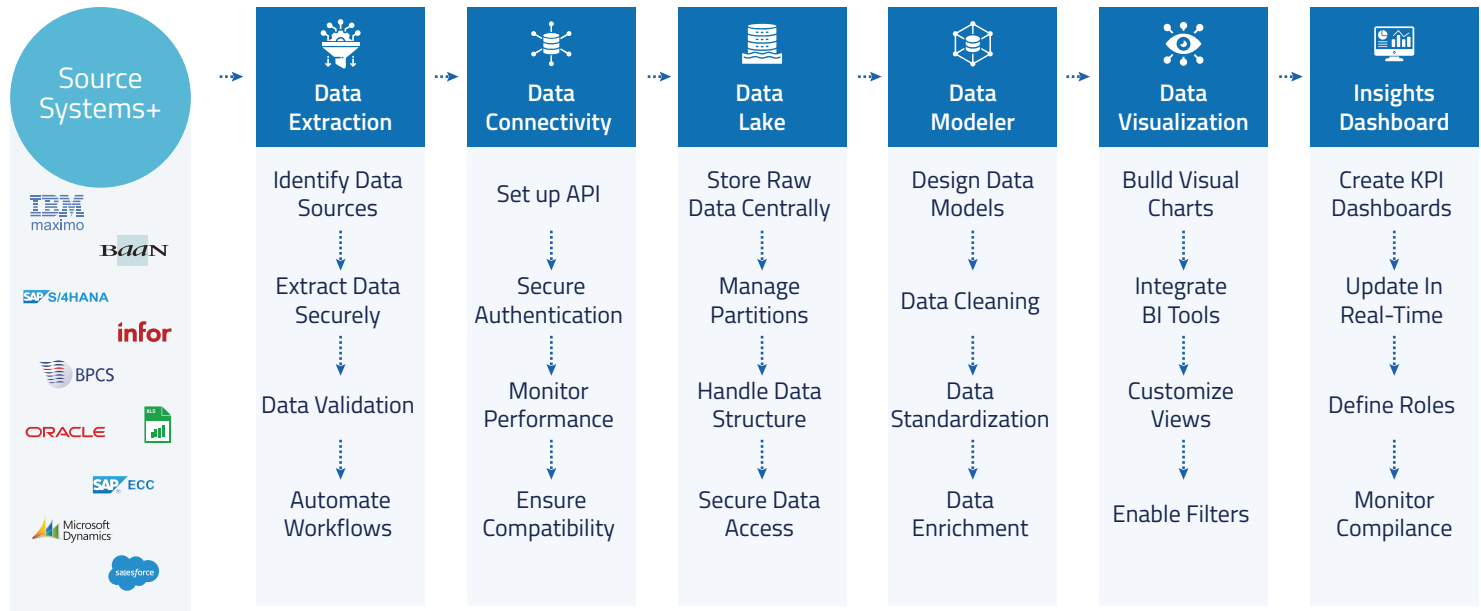 Source
Systems+
IBM
maximo
BaaN
SAP S/4HANA
infor
BPCS
ORACLE
XLS
SAP ECC
Microsoft
Dynamics
salesforce
Data
Extraction
Identify Data
Sources
Extract Data
Securely
Data Validation
Automate
Workflows
Data
Connectivity
Set up API
Secure
Authentication
Monitor
Performance
Ensure
Compatibility
Data
Lake
Store Raw
Data Centrally
Manage
Partitions
Handle Data
Structure
Secure Data
Access
Data
Modeler
Design Data
Models
Data Cleaning
Data
Standardization
Data
Enrichment
Data
Visualization
Bulld Visual
Charts
Integrate
BI Tools
Customize
Views
Enable Filters
Insights
Dashboard
Create KPI
Dashboards
Update In
Real-Time
Define Roles
Monitor
Compilance